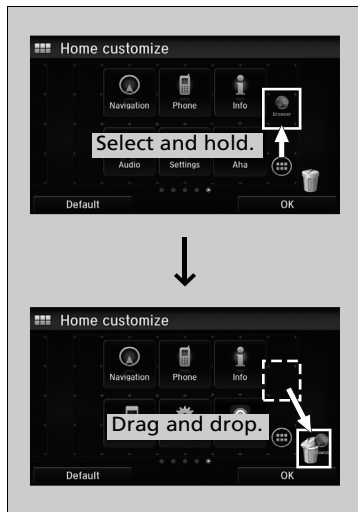 Home customize
Navigation Phone Info
Browser
Select and hold.
Audio Settings Aha
Default OK
Home customize
Navigation Phone Info
Drag and drop.
Default OK